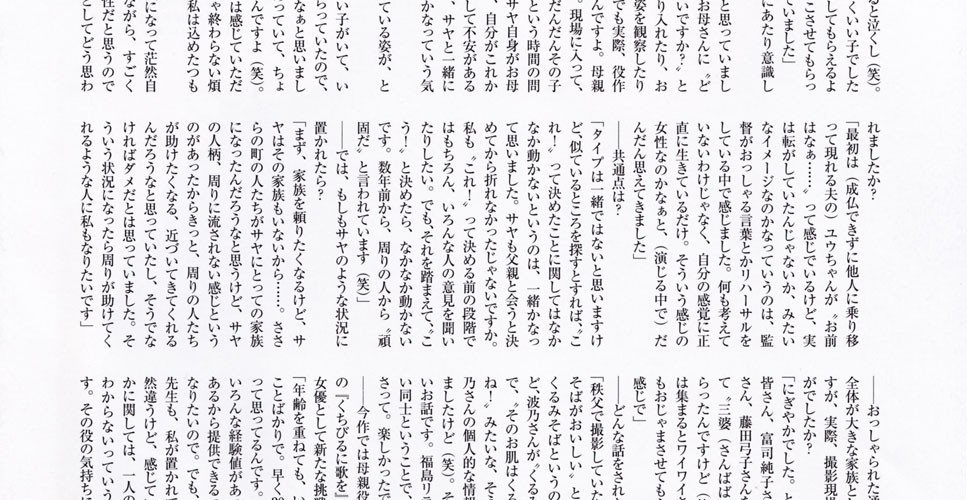 ると泣くし（笑）。
くい子でした
してもらえるよ
こさせてもらっ
ていました」
にあたり意識し
と思っていまし
お母さんに〝ど
いですか？〟と
り入れたり、お
姿を観察したり
でも実際、役作
んですよ。母親
。現場に入って、
だんだんその子
という時間の間
サヤ自身がお母
、自分がこれか
して不安がある
、サヤと一緒に
かなっていう気
ている姿が、と
い子がいて、い
らっていたので、
なぁと思いまし
っていて、ちょ
んですよ（笑）。
は感じていただ
ゃ終わらない煩
私は込めたつも
になって茫然自
ながら、すごく
性だと思うので
としてどう思わ
れましたか？
「最初は（成仏できずに他人に乗り移
って現れる夫の）ユウちゃんが〝お前
はなぁ……〟って感じでいるけど、実
は転がしていたんじゃないか、みたい
なイメージなのかなっていうのは、監
督がおっしゃる言葉とかリハーサルを
している中で感じました。何も考えて
いないわけじゃなく、自分の感覚に正
直に生きているだけ。そういう感じの
女性なのかなぁと、（演じる中で）だ
んだん思えてきました」
――共通点は？
「タイプは一緒ではないと思いますけ
ど、似ているところを探すとすれば、〝こ
れ！〟って決めたことに関してはなか
なか動かないというのは、一緒かなっ
て思いました。サヤも父親と会うと決
めてから折れなかったじゃないですか。
私も〝これ！〟って決める前の段階で
はもちろん、いろんな人の意見を聞い
たりしたい。でもそれを踏まえて、〝こ
う！〟と決めたら、なかなか動かない
です。数年前から、周りの人から〝頑
固だ〟と言われています（笑）」
――では、もしもサヤのような状況に
置かれたら？
「まず、家族を頼りたくなるけど、サ
ヤはその家族もいないから……。ささ
らの町の人たちがサヤにとっての家族
になったんだろうなと思うけど、サヤ
の人柄、周りに流されない感じという
のがあったからきっと、周りの人たち
が助けたくなる、近づいてきてくれる
んだろうなと思っていたし、そうでな
ければダメだとは思っていました。そ
ういう状況になったら周りが助けてく
れるような人に私もなりたいです」
――おっしゃられた
全体が大きな家族、
すが、実際、撮影現
がでしたか？
「にぎやかでした。
皆さん、富司純子さ
さん、藤田弓子さん
て〝三婆（さんばば
らったんですけど（
は集まるとワイワイ
もおじゃまさせても
感じで」
――どんな話をされ
「秩父で撮影していた
そばがおいしい〟と
くるみそばというの
ど、波乃さんが〝くる
で、〝そのお肌はくる
ね！〟みたいな、そ
乃さんの個人的な情報
ましたけど（笑）。そ
いお話です。福島リラ
い同士ということで、
さって。楽しかったで
――今作では母親役
の『くちびるに歌を』
女優として新たな挑
「年齢を重ねても、い
ことばかりで。早く
って思ってるんです。
いろんな経験値があ
あるから提供できる
なりたいので。でも、
先生も、私が置かれて
然違うけど、感じてい
かに関しては、一人の
わからないっていう
す。その役の気持ち